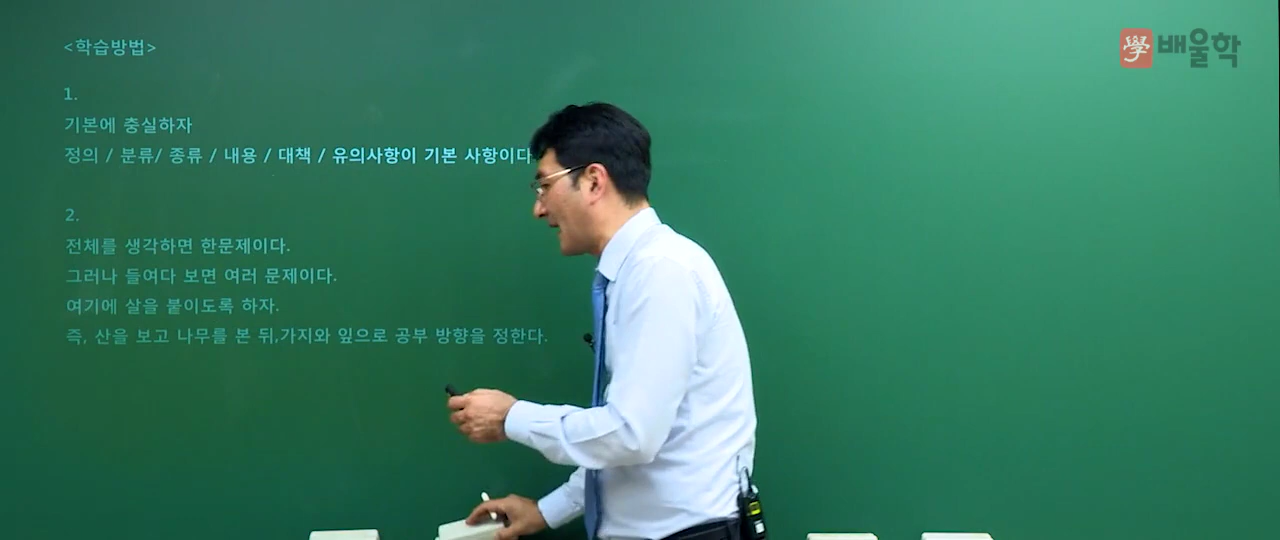 <학습방법>
學 배울학
1.
기본에 충실하자
정의 / 분류/ 종류 / 내용 / 대책 / 유의사항이 기본 사항이다
2.
전체를 생각하면 한문제이다.
그러나 들여다 보면 여러 문제이다.
여기에 살을 붙이도록 하자.
즉, 산을 보고 나무를 본 뒤,가지와 잎으로 공부 방향을 정한다.